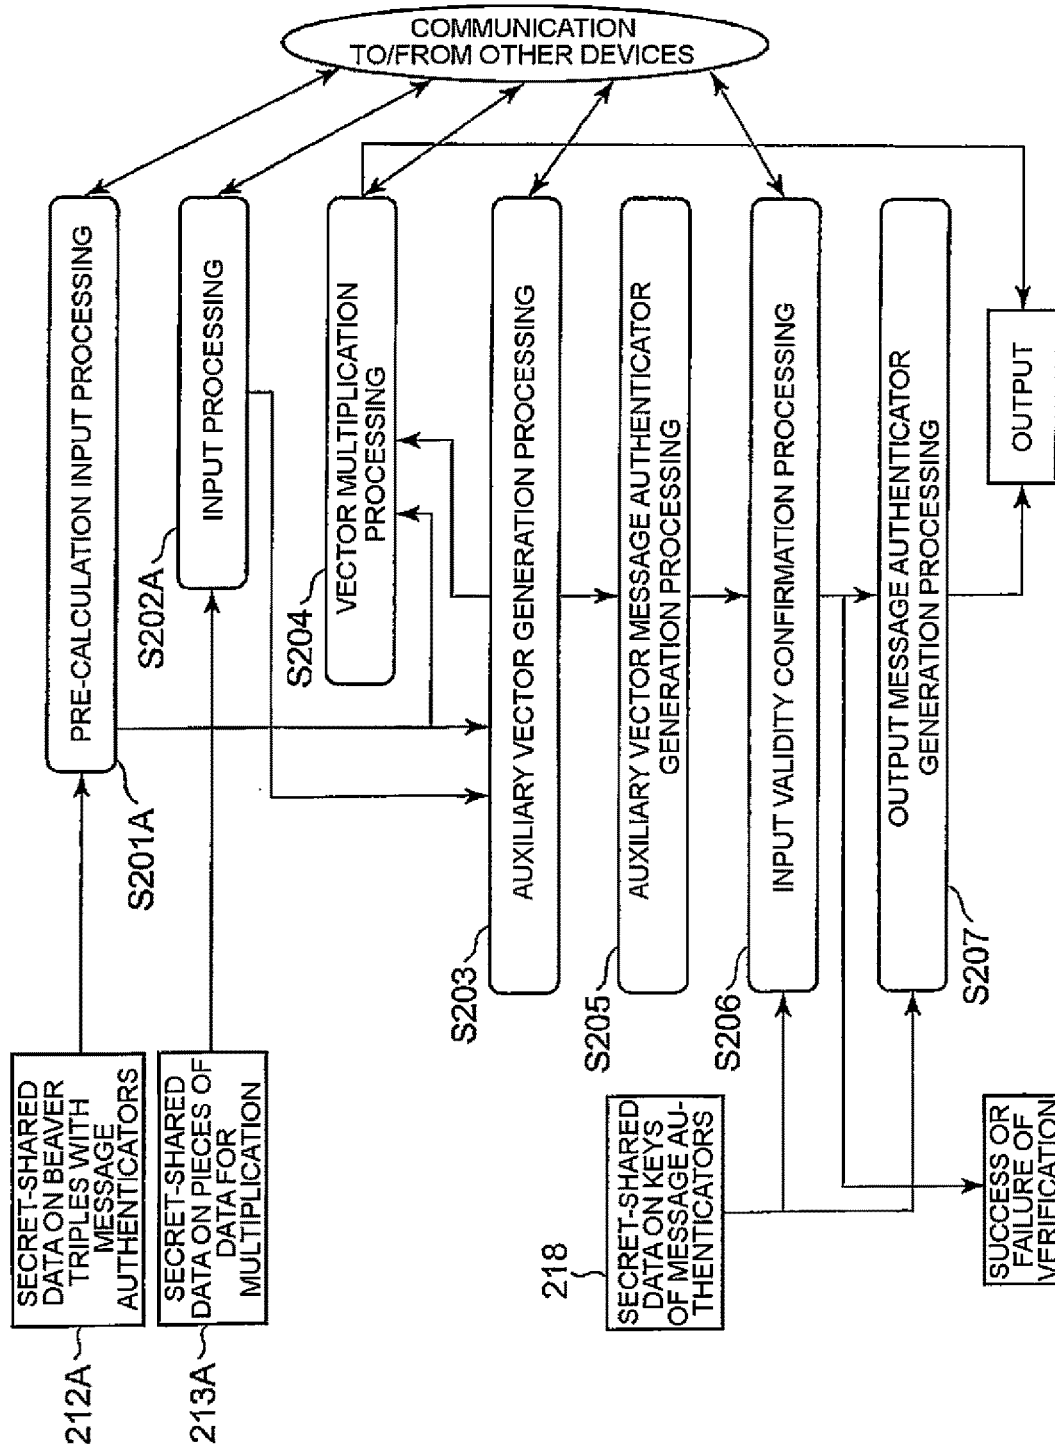 COMMUNICATION
TO/FROM OTHER DEVICES
PRE-CALCULATION INPUT PROCESSING
S201A
INPUT PROCESSING
S202A
VECTOR MULTIPLICATION
PROCESSING
S204
AUXILIARY VECTOR GENERATION PROCESSING
S203
AUXILIARY VECTOR MESSAGE AUTHENTICATOR
GENERATION PROCESSING
S205
INPUT VALIDITY CONFIRMATION PROCESSING
S206
OUTPUT MESSAGE AUTHENTICATOR
GENERATION PROCESSING
S207
OUTPUT
SECRET-SHARED
DATA ON BEAVER
TRIPLES WITH
MESSAGE
AUTHENTICATORS
212A
SECRET-SHARED
DATA ON PIECES OF
DATA FOR
MULTIPLICATION
213A
218
SECRET-SHARED
DATA ON KEYS
OF MESSAGE AU-
THENTICATORS
SUCCESS OR
FAILURE OF
VERIFICATION